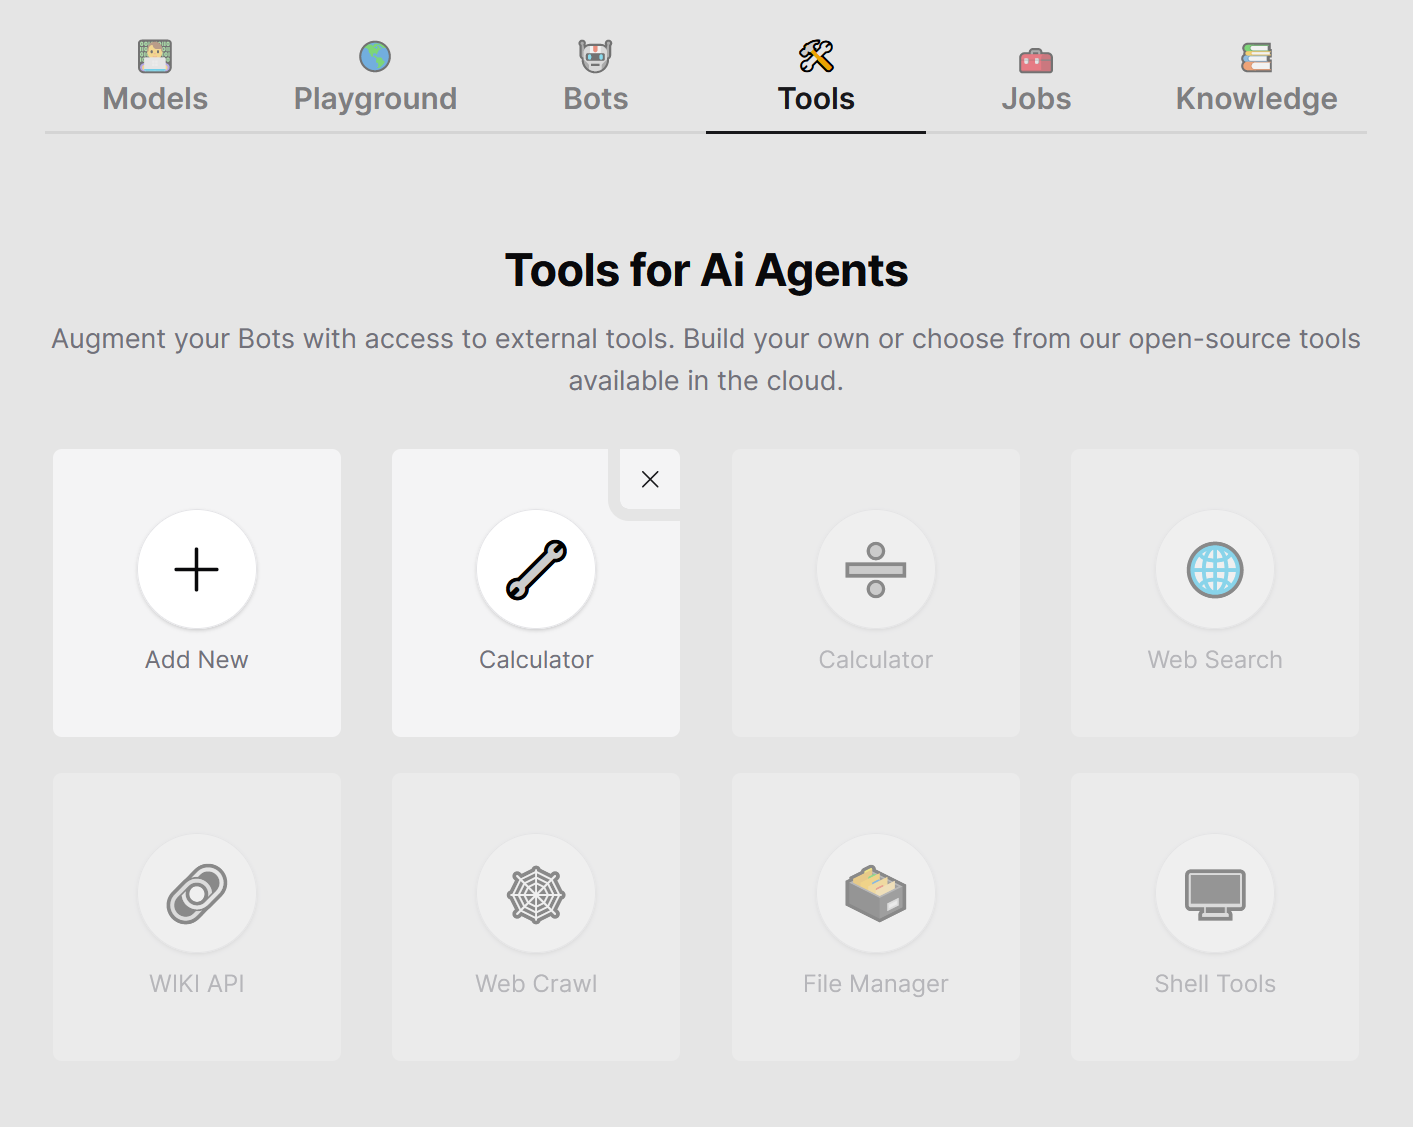 Models
Playground
Bots
Tools
Jobs
Knowledge
Tools for Ai Agents
Augment your Bots with access to external tools. Build your own or choose from our open-source tools
available in the cloud.
Add New
Calculator
Calculator
Web Search
WIKI API
Web Crawl
File Manager
Shell Tools